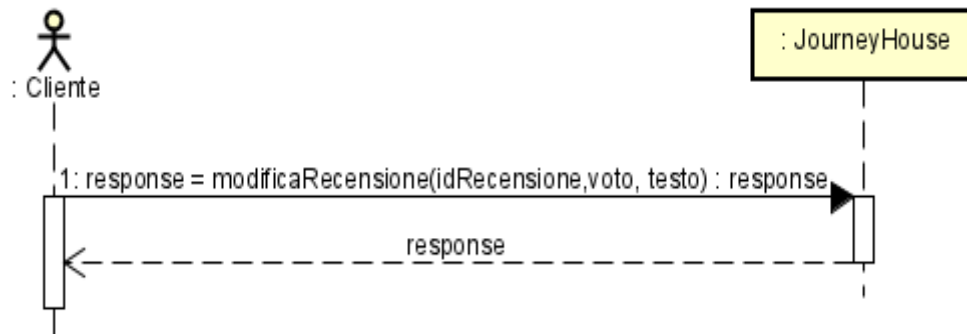 : Cliente
: JourneyHouse
1: response = modificaRecensione(idRecensione,voto, testo) : response
response